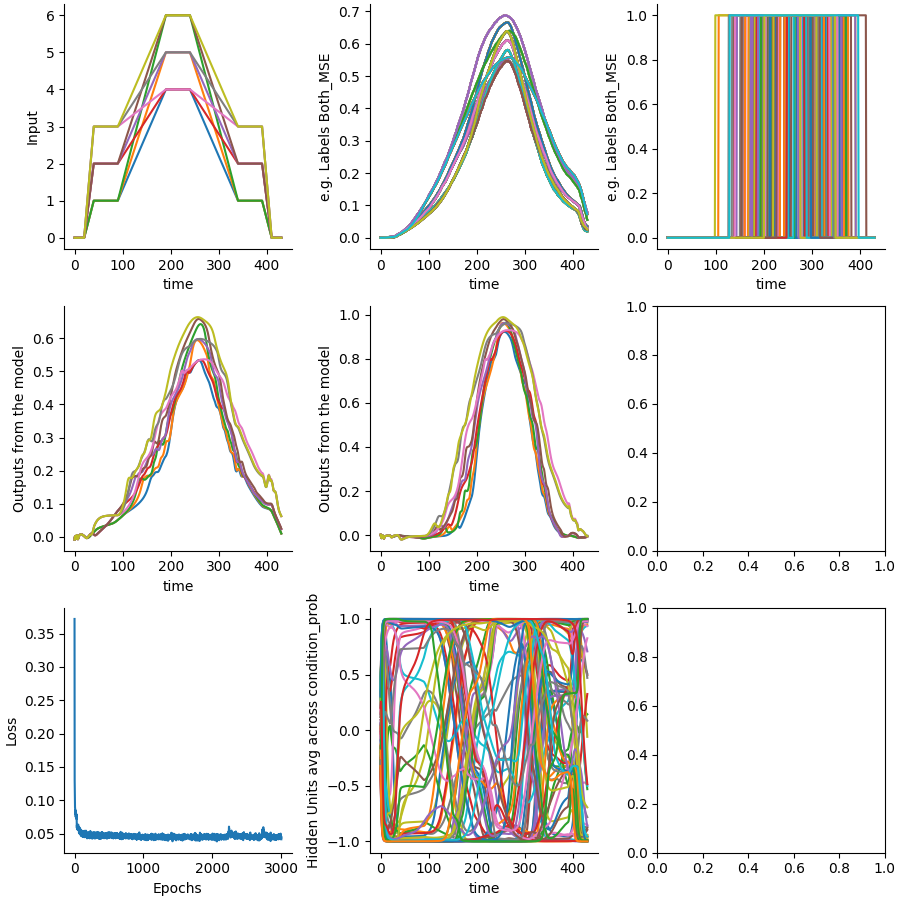 6
5
4
3
2
1
0
Input
0 100 200 300 400
time
0.7
0.6
0.5
0.4
0.3
0.2
0.1
0.0
e.g. Labels Both_MSE
0 100 200 300 400
time
1.0
0.8
0.6
0.4
0.2
0.0
e.g. Labels Both_MSE
0 100 200 300 400
time
0.6
0.5
0.4
0.3
0.2
0.1
0.0
Outputs from the model
0 100 200 300 400
time
1.0
0.8
0.6
0.4
0.2
0.0
Outputs from the model
0 100 200 300 400
time
1.0
0.8
0.6
0.4
0.2
0.0
0.0 0.2 0.4 0.6 0.8 1.0
0.35
0.30
0.25
0.20
0.15
0.10
0.05
Loss
0 1000 2000 3000
Epochs
1.0
0.5
0.0
−0.5
−1.0
Hidden Units avg across condition_prob
0 100 200 300 400
time
1.0
0.8
0.6
0.4
0.2
0.0
0.0 0.2 0.4 0.6 0.8 1.0